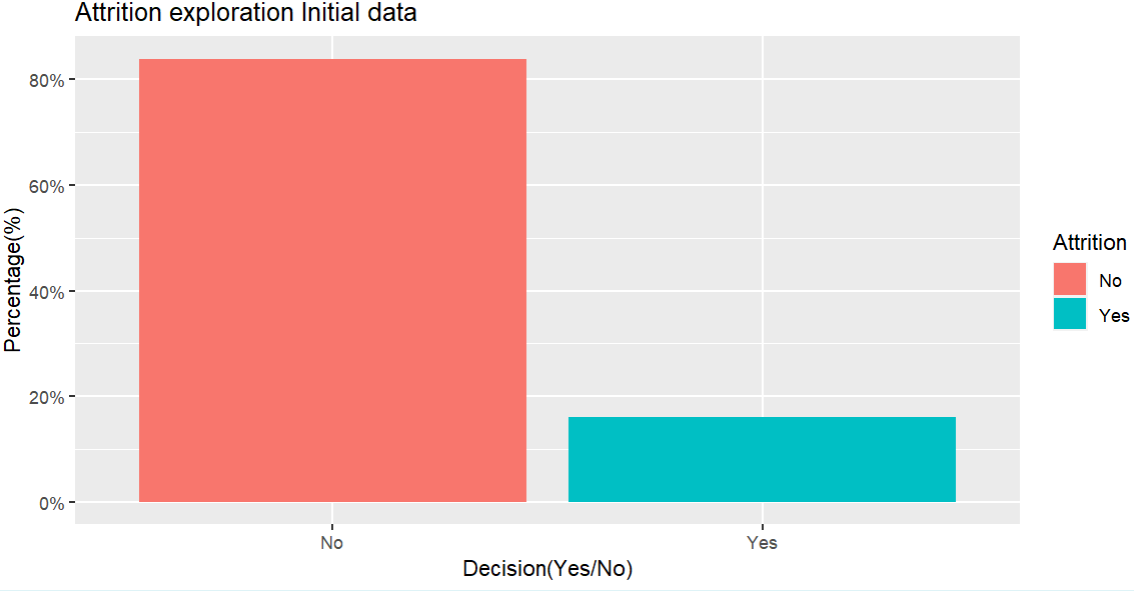 Attrition exploration Initial data
80%
60%
40%
20%
0%
Percentage(%)
No
Yes
Decision(Yes/No)
Attrition
No
Yes